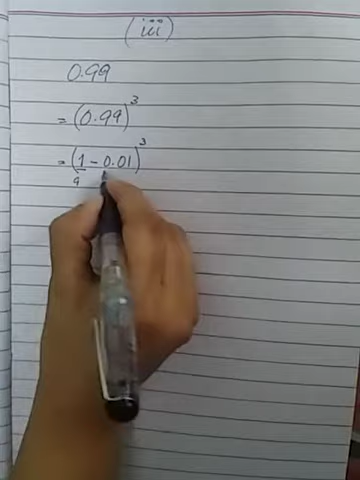 (iii)
0.99
= (0.99)³
= (1 - 0.01)³
a